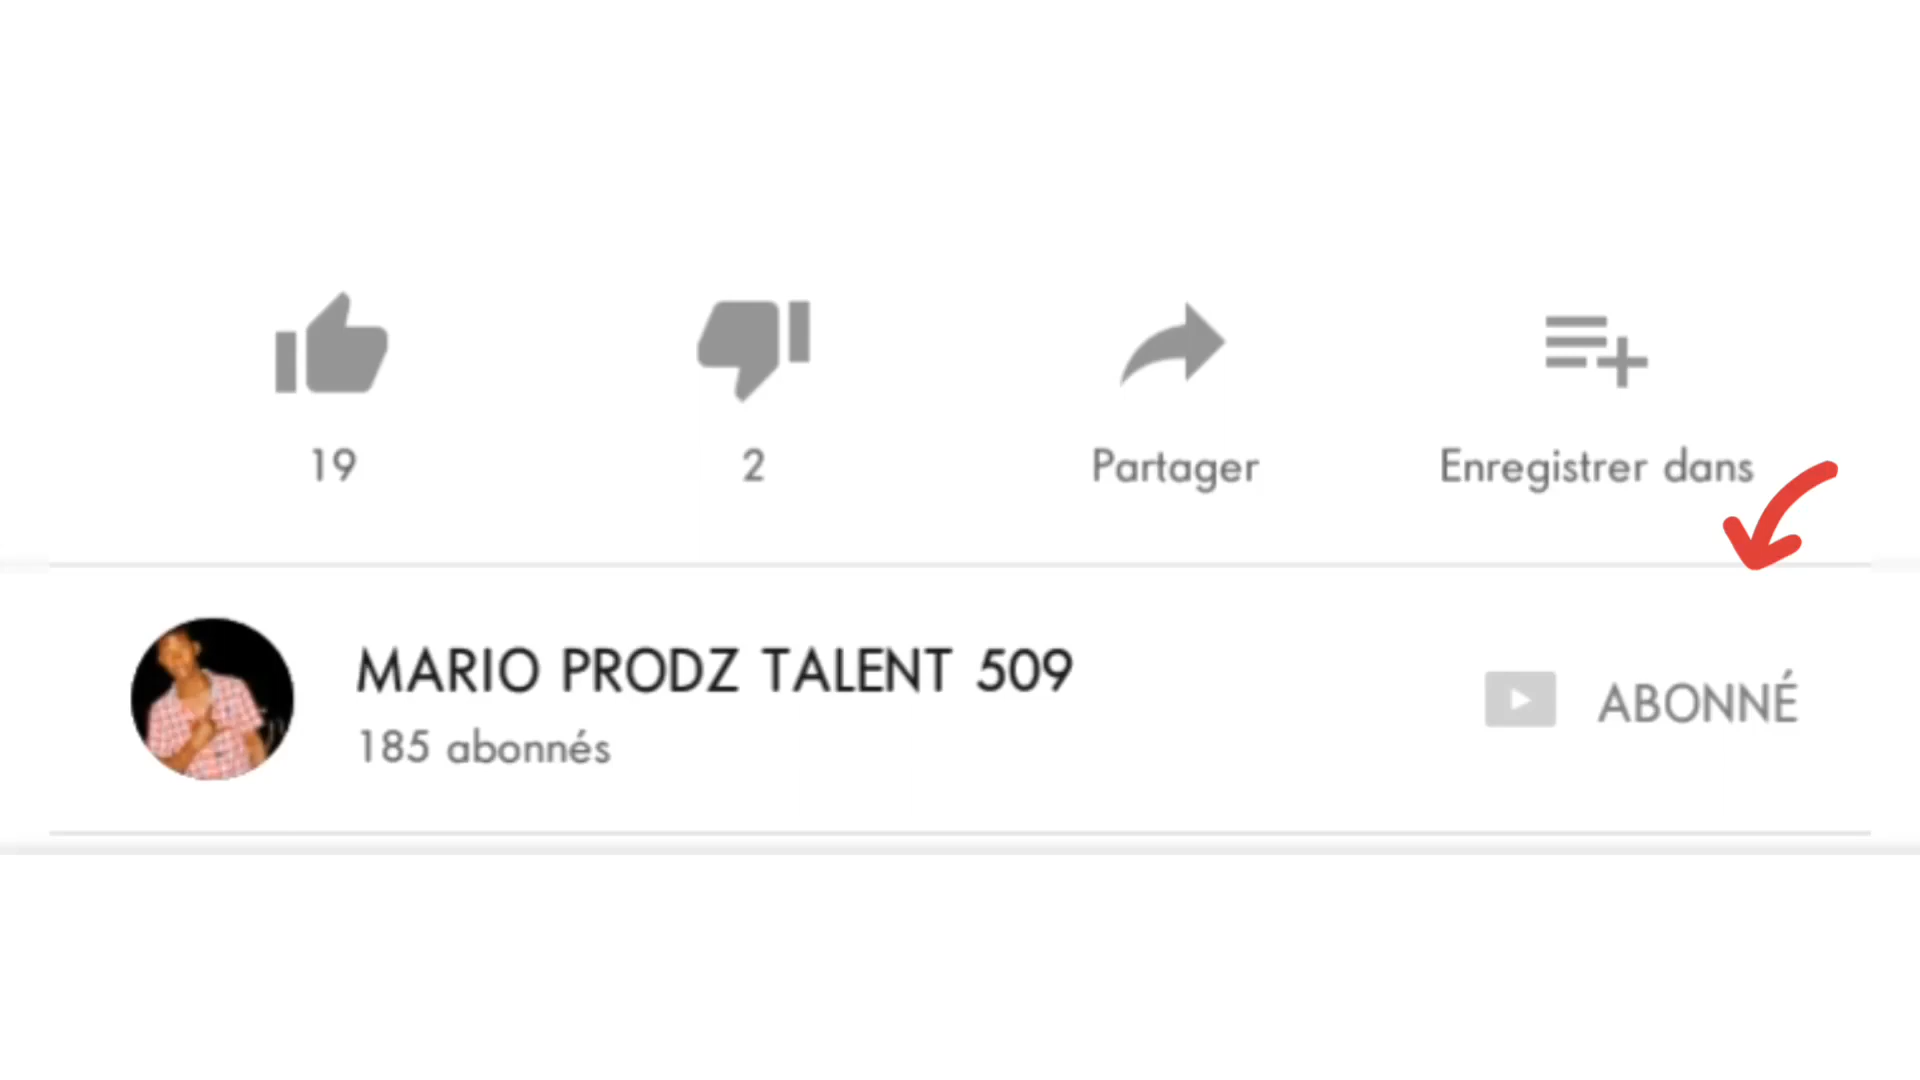 19
2
Partager
Enregistrer dans
MARIO PRODZ TALENT 509
185 abonnés
ABONNÉ